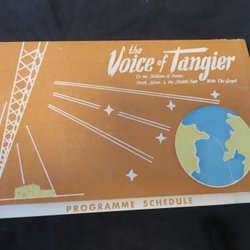 the
Voice of Tangier
To the Millions of Europe,
North Africa & the Middle East With The Gospel
PROGRAMME SCHEDULE